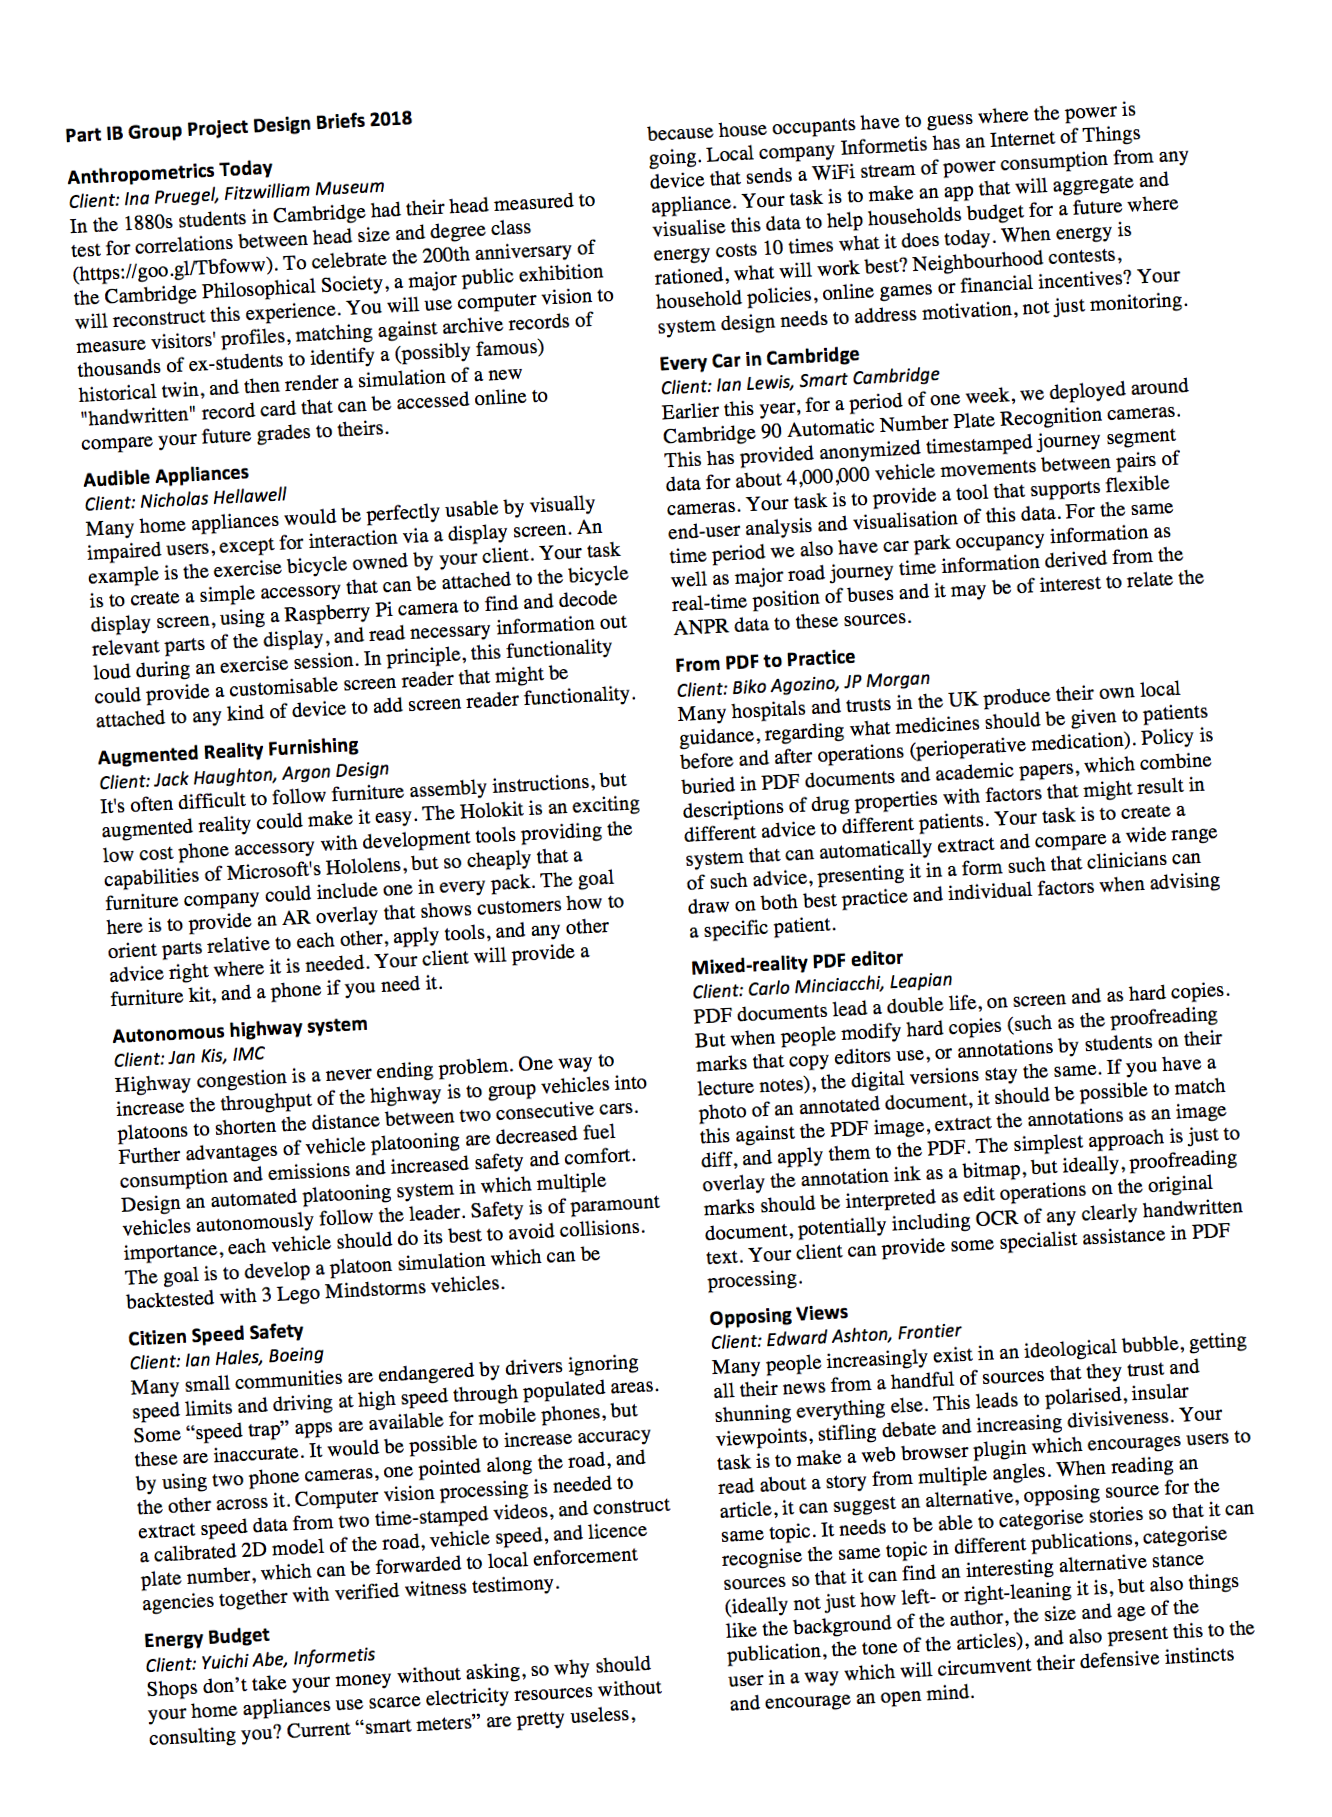 Part IB Group Project Design Briefs 2018
Anthropometrics Today
Client: Ina Pruegel, Fitzwilliam Museum
In the 1880s students in Cambridge had their head measured to
test for correlations between head size and degree class
(https://goo.gl/Tbfoww). To celebrate the 200th anniversary of
the Cambridge Philosophical Society, a major public exhibition
will reconstruct this experience. You will use computer vision to
measure visitors' profiles, matching against archive records of
thousands of ex-students to identify a (possibly famous)
historical twin, and then render a simulation of a new
"handwritten" record card that can be accessed online to
compare your future grades to theirs.
Audible Appliances
Client: Nicholas Hellawell
Many home appliances would be perfectly usable by visually
impaired users, except for interaction via a display screen. An
example is the exercise bicycle owned by your client. Your task
is to create a simple accessory that can be attached to the bicycle
display screen, using a Raspberry Pi camera to find and decode
relevant parts of the display, and read necessary information out
loud during an exercise session. In principle, this functionality
could provide a customisable screen reader that might be
attached to any kind of device to add screen reader functionality.
Augmented Reality Furnishing
Client: Jack Haughton, Argon Design
It's often difficult to follow furniture assembly instructions, but
augmented reality could make it easy. The Holokit is an exciting
low cost phone accessory with development tools providing the
capabilities of Microsoft's Hololens, but so cheaply that a
furniture company could include one in every pack. The goal
here is to provide an AR overlay that shows customers how to
orient parts relative to each other, apply tools, and any other
advice right where it is needed. Your client will provide a
furniture kit, and a phone if you need it.
Autonomous highway system
Client: Jan Kis, IMC
Highway congestion is a never ending problem. One way to
increase the throughput of the highway is to group vehicles into
platoons to shorten the distance between two consecutive cars.
Further advantages of vehicle platooning are decreased fuel
consumption and emissions and increased safety and comfort.
Design an automated platooning system in which multiple
vehicles autonomously follow the leader. Safety is of paramount
importance, each vehicle should do its best to avoid collisions.
The goal is to develop a platoon simulation which can be
backtested with 3 Lego Mindstorms vehicles.
Citizen Speed Safety
Client: Ian Hales, Boeing
Many small communities are endangered by drivers ignoring
speed limits and driving at high speed through populated areas.
Some “speed trap” apps are available for mobile phones, but
these are inaccurate. It would be possible to increase accuracy
by using two phone cameras, one pointed along the road, and
the other across it. Computer vision processing is needed to
extract speed data from two time-stamped videos, and construct
a calibrated 2D model of the road, vehicle speed, and licence
plate number, which can be forwarded to local enforcement
agencies together with verified witness testimony.
Energy Budget
Client: Yuichi Abe, Informetis
Shops don’t take your money without asking, so why should
your home appliances use scarce electricity resources without
consulting you? Current “smart meters” are pretty useless,
because house occupants have to guess where the power is
going. Local company Informetis has an Internet of Things
device that sends a WiFi stream of power consumption from any
appliance. Your task is to make an app that will aggregate and
visualise this data to help households budget for a future where
energy costs 10 times what it does today. When energy is
rationed, what will work best? Neighbourhood contests,
household policies, online games or financial incentives? Your
system design needs to address motivation, not just monitoring.
Every Car in Cambridge
Client: Ian Lewis, Smart Cambridge
Earlier this year, for a period of one week, we deployed around
Cambridge 90 Automatic Number Plate Recognition cameras.
This has provided anonymized timestamped journey segment
data for about 4,000,000 vehicle movements between pairs of
cameras. Your task is to provide a tool that supports flexible
end-user analysis and visualisation of this data. For the same
time period we also have car park occupancy information as
well as major road journey time information derived from the
real-time position of buses and it may be of interest to relate the
ANPR data to these sources.
From PDF to Practice
Client: Biko Agozino, JP Morgan
Many hospitals and trusts in the UK produce their own local
guidance, regarding what medicines should be given to patients
before and after operations (perioperative medication). Policy is
buried in PDF documents and academic papers, which combine
descriptions of drug properties with factors that might result in
different advice to different patients. Your task is to create a
system that can automatically extract and compare a wide range
of such advice, presenting it in a form such that clinicians can
draw on both best practice and individual factors when advising
a specific patient.
Mixed-reality PDF editor
Client: Carlo Minciacchi, Leapian
PDF documents lead a double life, on screen and as hard copies.
But when people modify hard copies (such as the proofreading
marks that copy editors use, or annotations by students on their
lecture notes), the digital versions stay the same. If you have a
photo of an annotated document, it should be possible to match
this against the PDF image, extract the annotations as an image
diff, and apply them to the PDF. The simplest approach is just to
overlay the annotation ink as a bitmap, but ideally, proofreading
marks should be interpreted as edit operations on the original
document, potentially including OCR of any clearly handwritten
text. Your client can provide some specialist assistance in PDF
processing.
Opposing Views
Client: Edward Ashton, Frontier
Many people increasingly exist in an ideological bubble, getting
all their news from a handful of sources that they trust and
shunning everything else. This leads to polarised, insular
viewpoints, stifling debate and increasing divisiveness. Your
task is to make a web browser plugin which encourages users to
read about a story from multiple angles. When reading an
article, it can suggest an alternative, opposing source for the
same topic. It needs to be able to categorise stories so that it can
recognise the same topic in different publications, categorise
sources so that it can find an interesting alternative stance
(ideally not just how left- or right-leaning it is, but also things
like the background of the author, the size and age of the
publication, the tone of the articles), and also present this to the
user in a way which will circumvent their defensive instincts
and encourage an open mind.